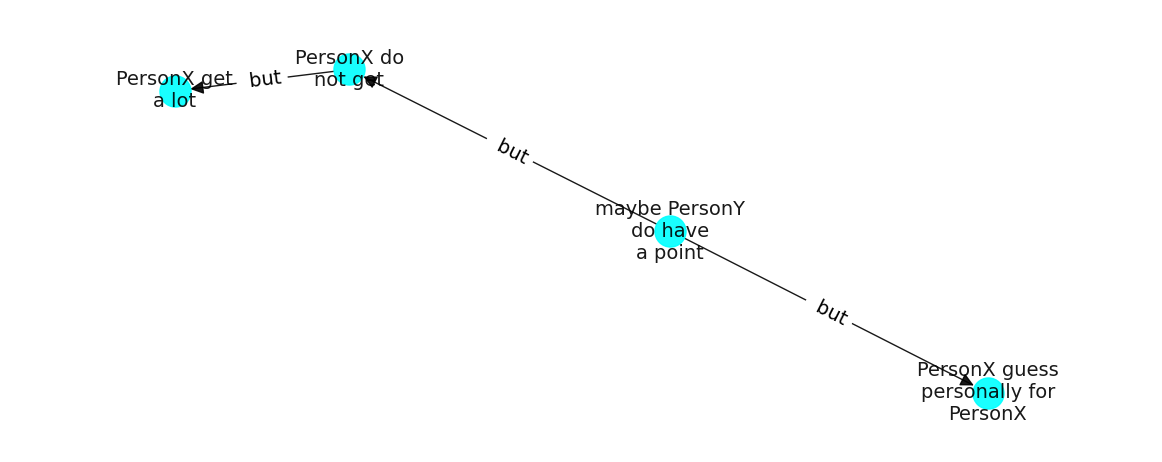 PersonX do
not get
PersonX get
a lot
but
but
maybe PersonY
do have
a point
but
PersonX guess
personally for
PersonX